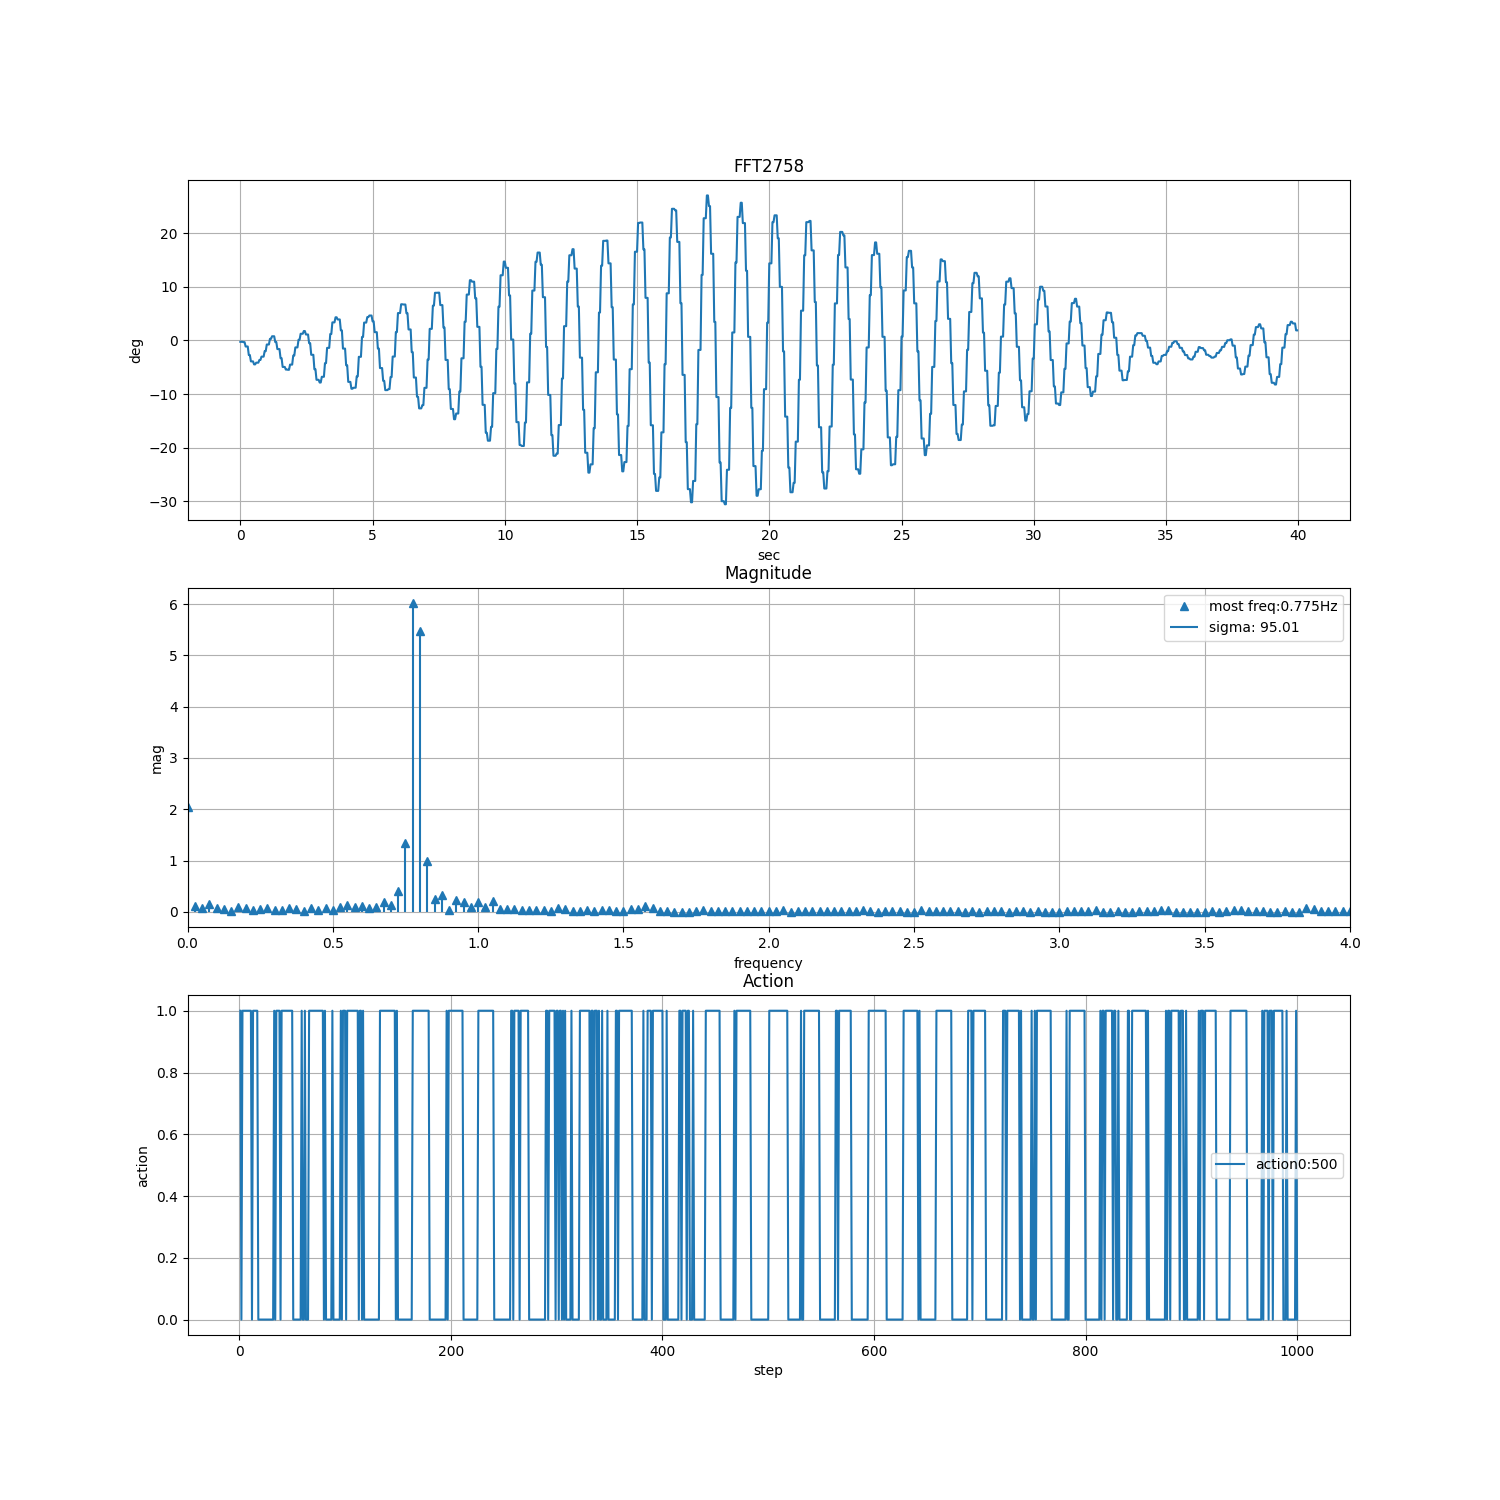 FFT2758
20
10
0
−10
−20
−30
deg
0 5 10 15 20 25 30 35 40
sec
Magnitude
most freq:0.775Hz
sigma: 95.01
6
5
4
3
2
1
0
mag
0.0 0.5 1.0 1.5 2.0 2.5 3.0 3.5 4.0
frequency
Action
1.0
0.8
0.6
0.4
0.2
0.0
action
action0:500
0 200 400 600 800 1000
step